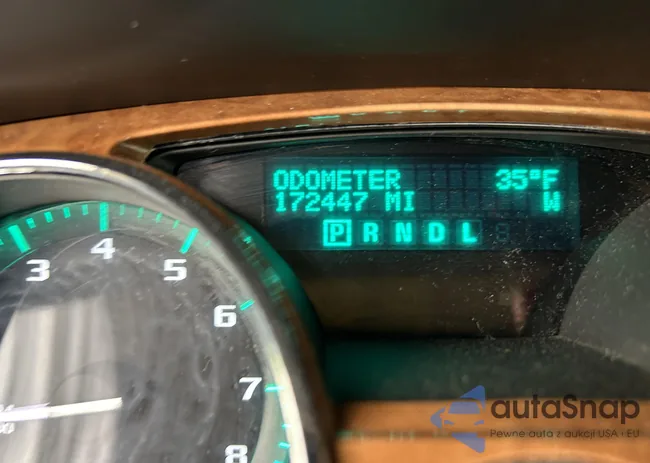 ODOMETER 35°F
172447 MI W
P R N D L
3 4 5 6 7 8
autaSnap
Pewne auta z aukcji USA i EU